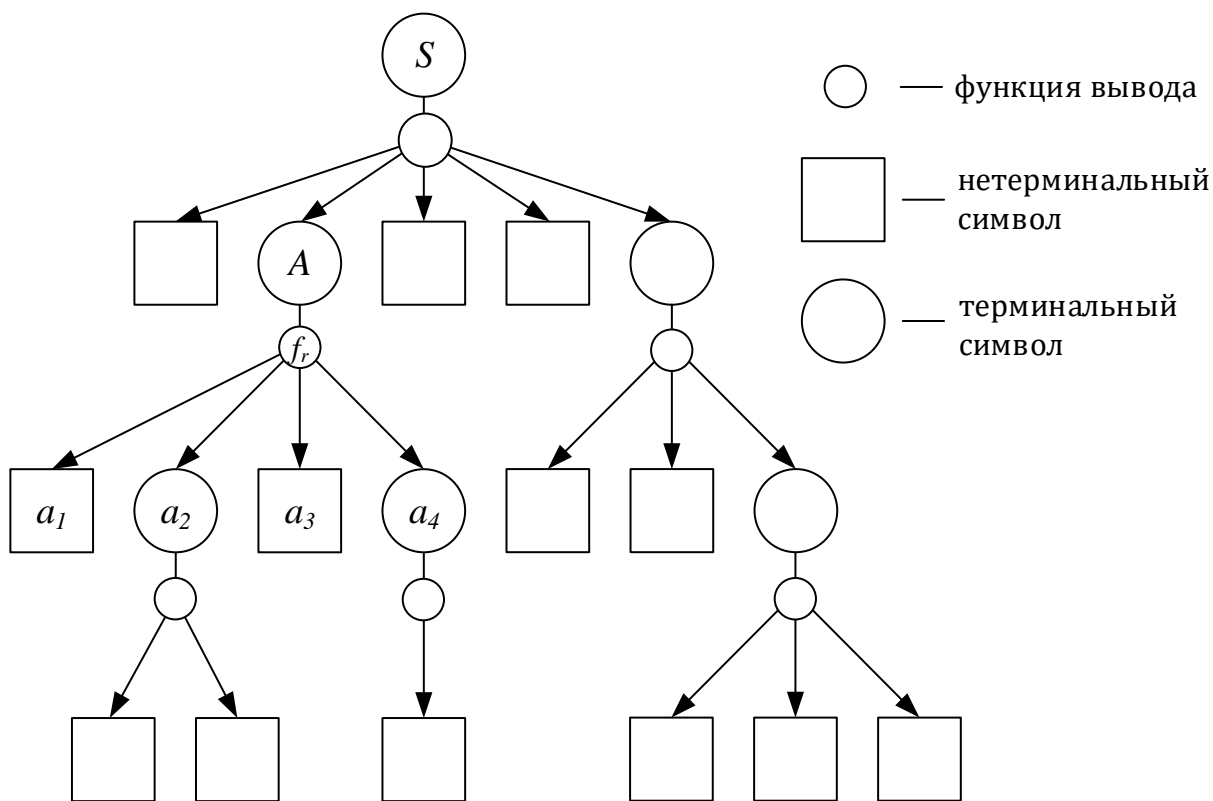 S
— функция вывода
— нетерминальный
символ
A
— терминальный
символ
f_r
a_1
a_2
a_3
a_4